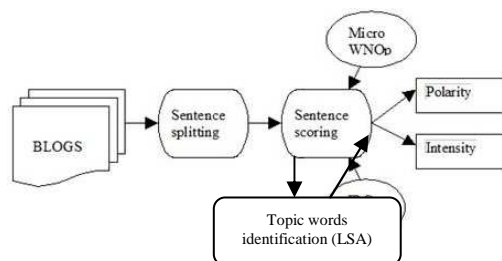 Micro
WNOp
Sentence
splitting
Sentence
scoring
Polarity
BLOGS
Intensity
Topic words
identification (LSA)